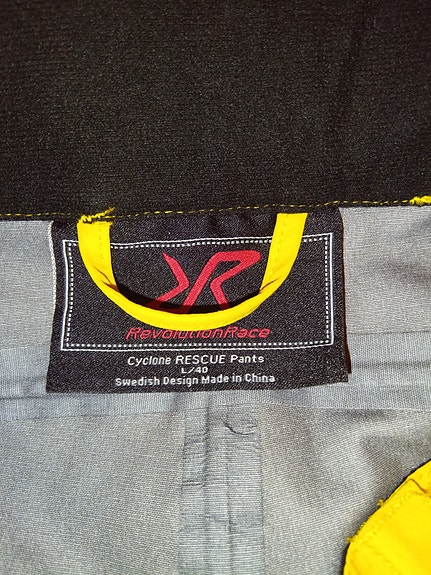 RevolutionRace
Cyclone RESCUE Pants
L/40
Swedish Design Made in China